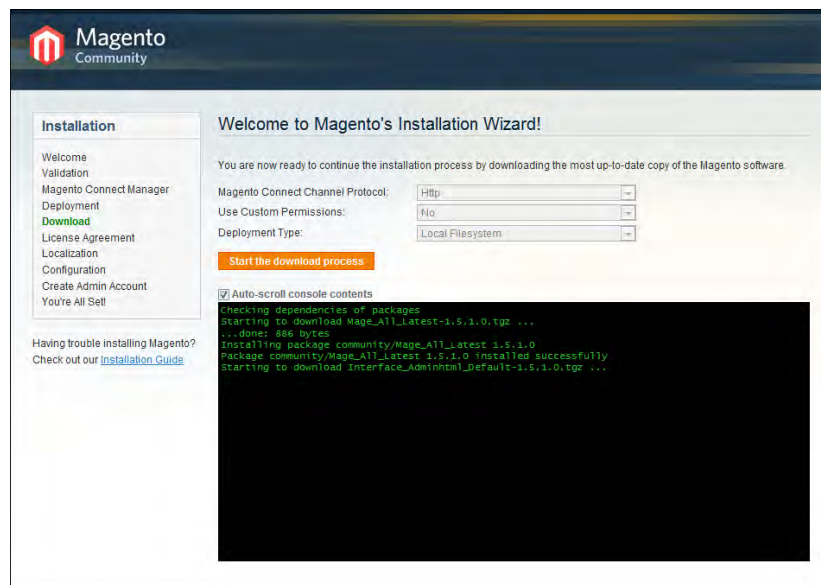 Magento
Community
Installation
Welcome
Validation
Magento Connect Manager
Deployment
Download
License Agreement
Localization
Configuration
Create Admin Account
You're All Set!
Having trouble installing Magento?
Check out our Installation Guide
Welcome to Magento's Installation Wizard!
You are now ready to continue the installation process by downloading the most up-to-date copy of the Magento software.
Magento Connect Channel Protocol: Http
Use Custom Permissions: No
Deployment Type: Local Filesystem
Start the download process
Auto-scroll console contents
Checking dependencies of packages
Starting to download Mage_All_Latest-1.5.1.0.tgz ...
...done: 886 bytes
Installing package community/Mage_All_Latest 1.5.1.0
Package community/Mage_All_Latest 1.5.1.0 installed successfully
Starting to download Interface_Adminhtml_Default-1.5.1.0.tgz ...